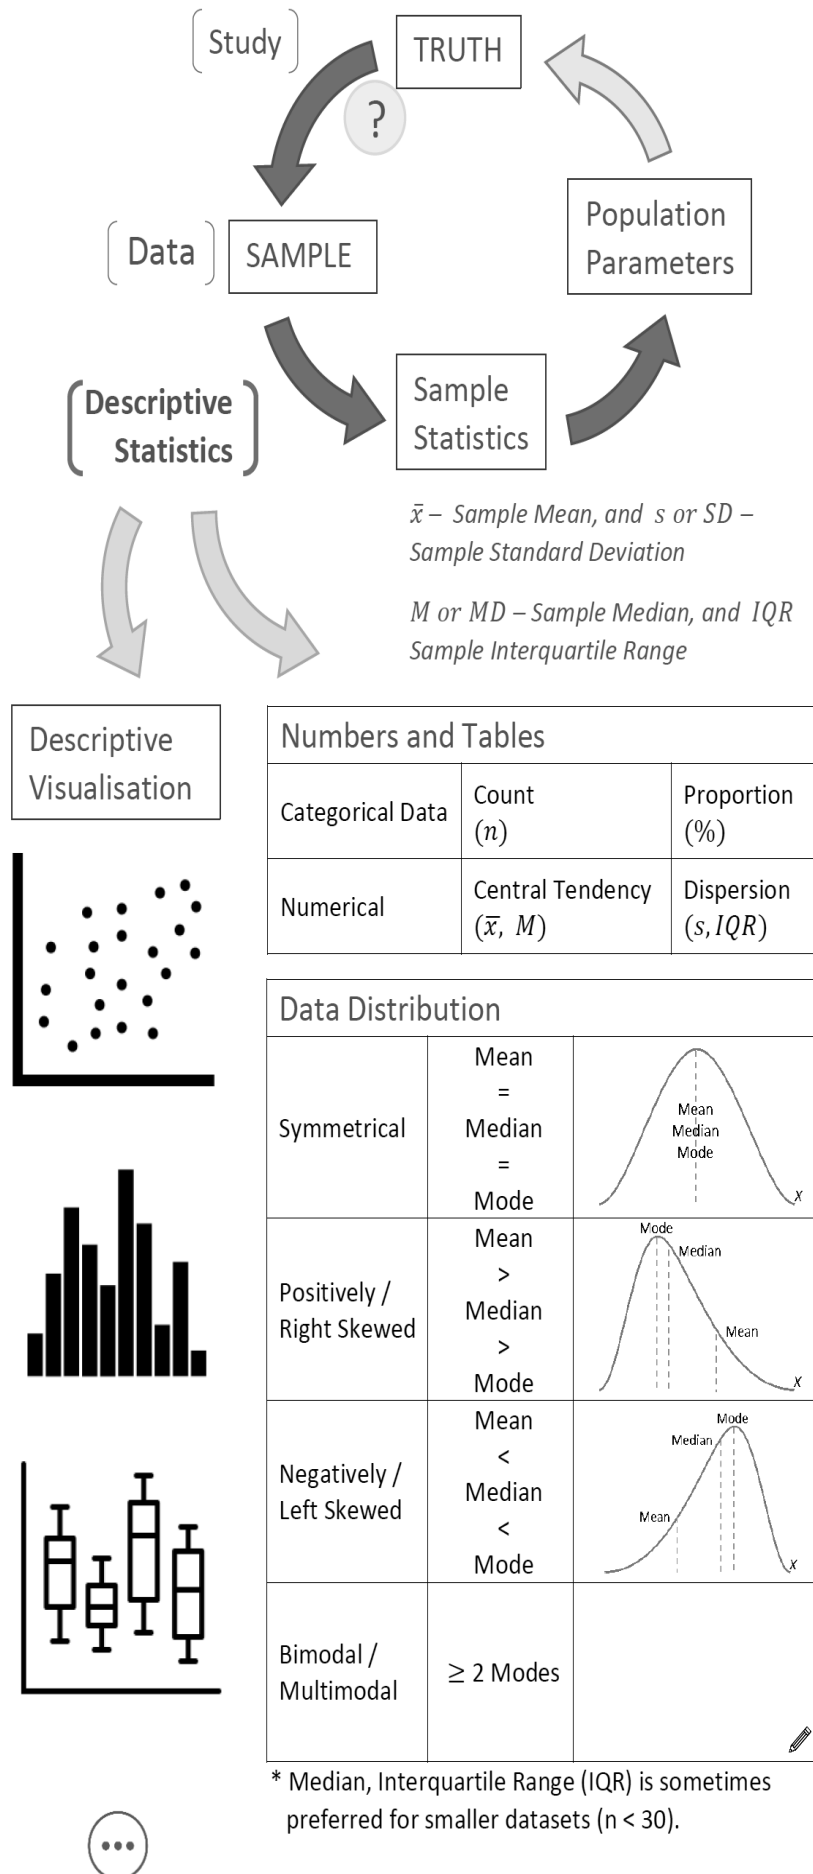 Study
TRUTH
?
Data
SAMPLE
Population
Parameters
Descriptive
Statistics
Sample
Statistics
x̄ – Sample Mean, and s or SD –
Sample Standard Deviation
M or MD – Sample Median, and IQR
Sample Interquartile Range
Descriptive
Visualisation
Numbers and Tables
Categorical Data
Count
(n)
Proportion
(%)
Numerical
Central Tendency
(x̄, M)
Dispersion
(s, IQR)
Data Distribution
Symmetrical
Mean
=
Median
=
Mode
Mean
Median
Mode
x
Positively /
Right Skewed
Mean
>
Median
>
Mode
Mode
Median
Mean
x
Negatively /
Left Skewed
Mean
<
Median
<
Mode
Mode
Median
Mean
x
Bimodal /
Multimodal
≥ 2 Modes
* Median, Interquartile Range (IQR) is sometimes
preferred for smaller datasets (n < 30).